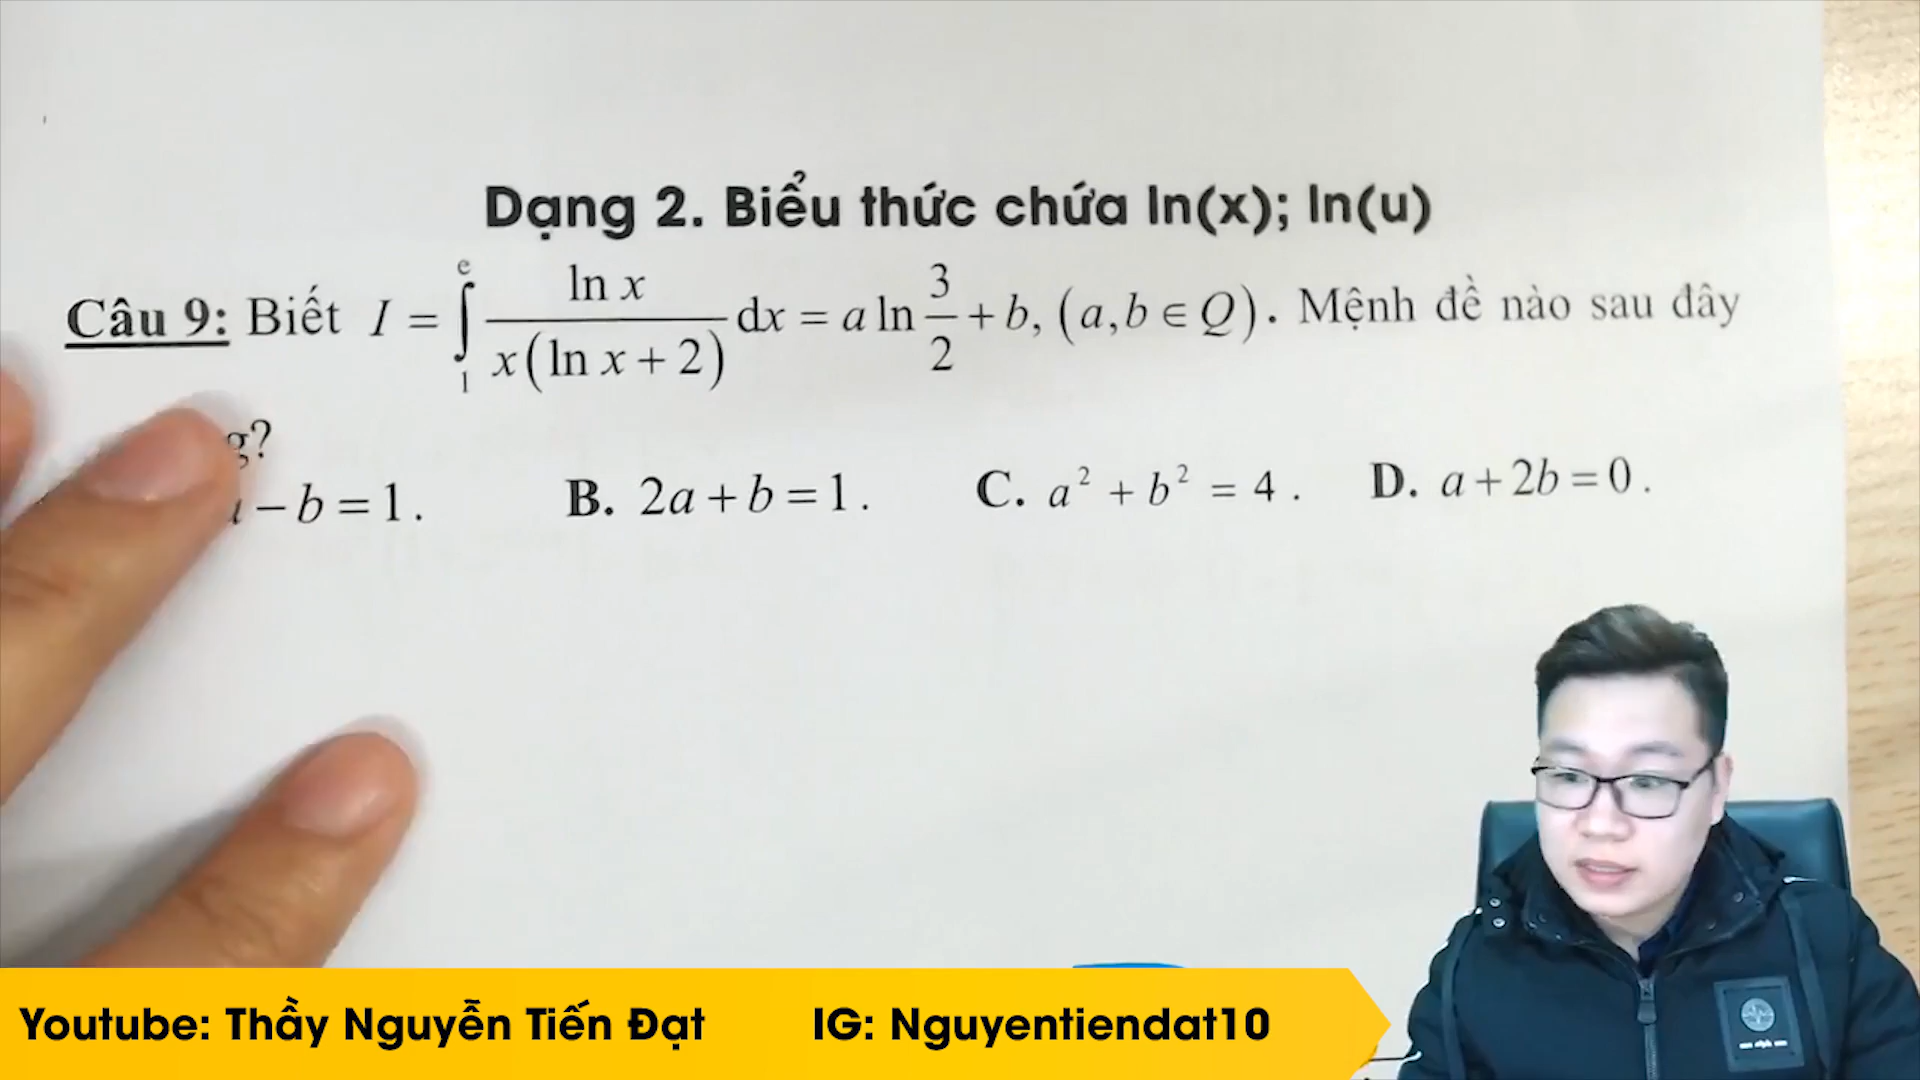 Dạng 2. Biểu thức chứa ln(x); ln(u)
Câu 9: Biết I = ∫₁ᵉ ln x / x(ln x + 2) dx = a ln 3/2 + b, (a, b ∈ Q). Mệnh đề nào sau đây
g?
- b = 1. B. 2a + b = 1. C. a² + b² = 4. D. a + 2b = 0.
Youtube: Thầy Nguyễn Tiến Đạt IG: Nguyentiendat10